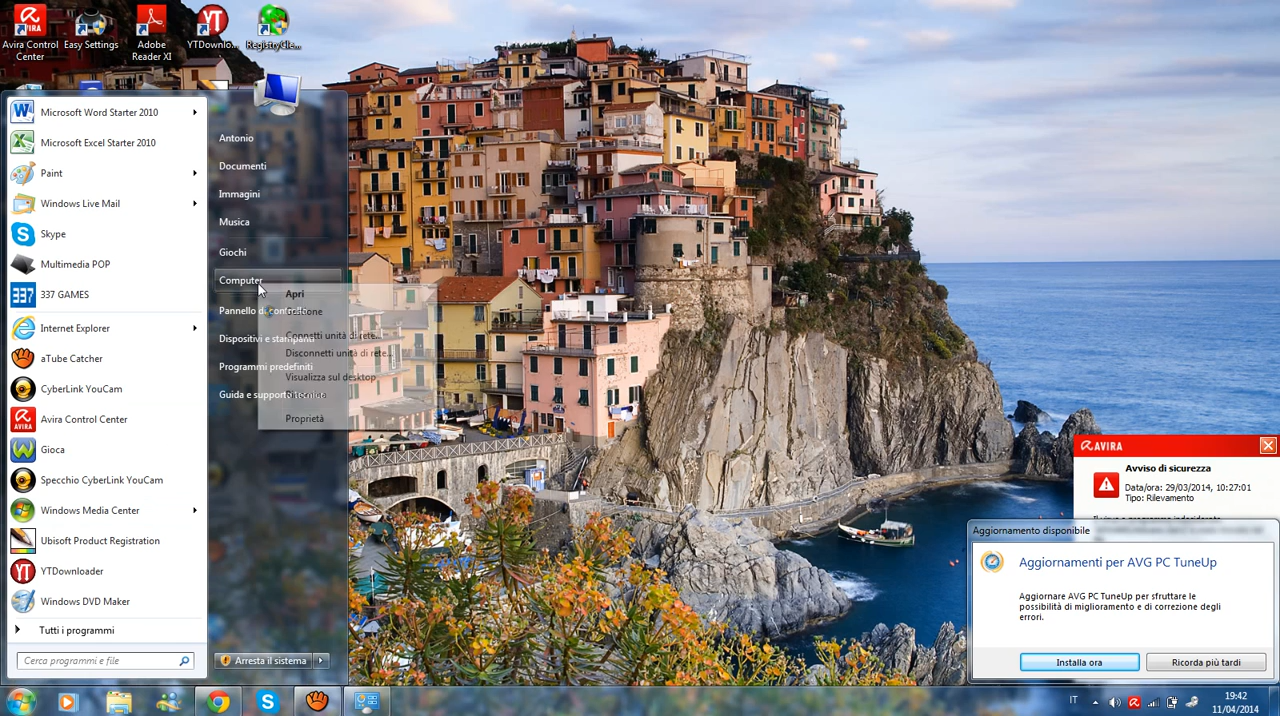 Avira Control
Center
Easy Settings
Adobe
Reader XI
YTDownlo...
RegistryCle...
Microsoft Word Starter 2010
Microsoft Excel Starter 2010
Paint
Windows Live Mail
Skype
Multimedia POP
337 GAMES
Internet Explorer
aTube Catcher
CyberLink YouCam
Avira Control Center
Gioca
Specchio CyberLink YouCam
Windows Media Center
Ubisoft Product Registration
YTDownloader
Windows DVD Maker
Tutti i programmi
Cerca programmi e file
Antonio
Documenti
Immagini
Musica
Giochi
Computer
Pannello di controllo
Dispositivi e stampanti
Programmi predefiniti
Guida e supporto tecnico
Arresta il sistema
Apri
Connetti unità di rete...
Disconnetti unità di rete...
Visualizza sul desktop
Proprietà
AVIRA
Avviso di sicurezza
Data/ora: 29/03/2014, 10:27:01
Tipo: Rilevamento
Aggiornamento disponibile
Aggiornamenti per AVG PC TuneUp
Aggiornare AVG PC TuneUp per sfruttare le
possibilità di miglioramento e di correzione degli
errori.
Installa ora
Ricorda più tardi
IT
19:42
11/04/2014